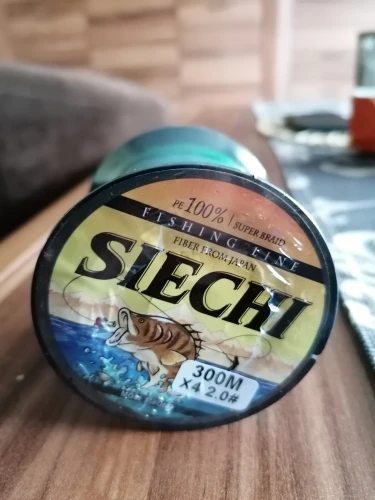 PE 100% SUPER BRAID
FISHING LINE
FIBER FROM JAPAN
SIECHI
300M
X4 2.0#